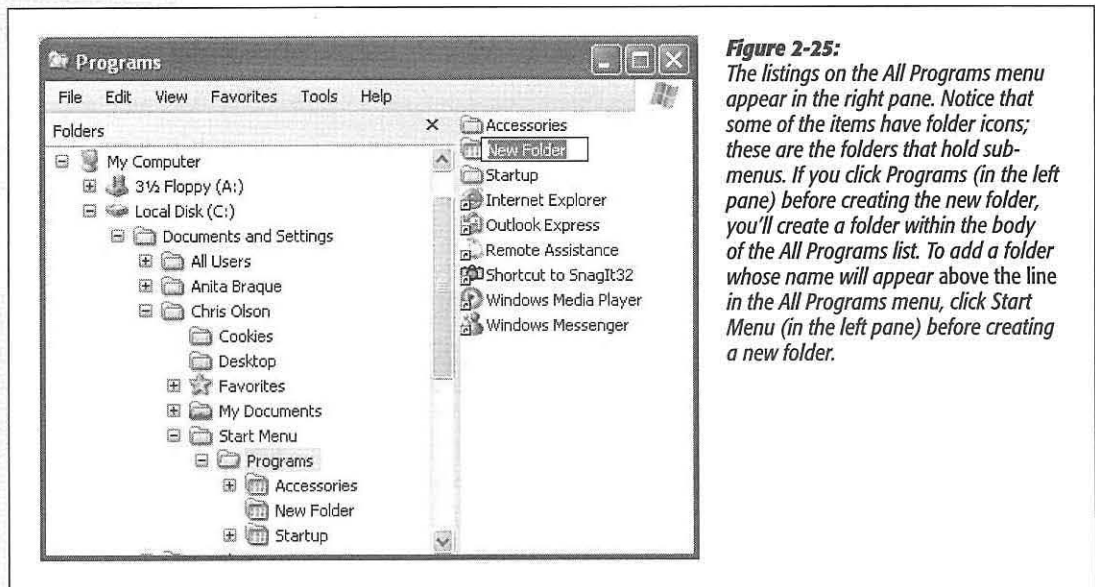 Programs
File Edit View Favorites Tools Help
Folders
My Computer
3½ Floppy (A:)
Local Disk (C:)
Documents and Settings
All Users
Anita Braque
Chris Olson
Cookies
Desktop
Favorites
My Documents
Start Menu
Programs
Accessories
New Folder
Startup
Accessories
New Folder
Startup
Internet Explorer
Outlook Express
Remote Assistance
Shortcut to SnagIt32
Windows Media Player
Windows Messenger
Figure 2-25:
The listings on the All Programs menu
appear in the right pane. Notice that
some of the items have folder icons;
these are the folders that hold sub-
menus. If you click Programs (in the left
pane) before creating the new folder,
you'll create a folder within the body
of the All Programs list. To add a folder
whose name will appear above the line
in the All Programs menu, click Start
Menu (in the left pane) before creating
a new folder.